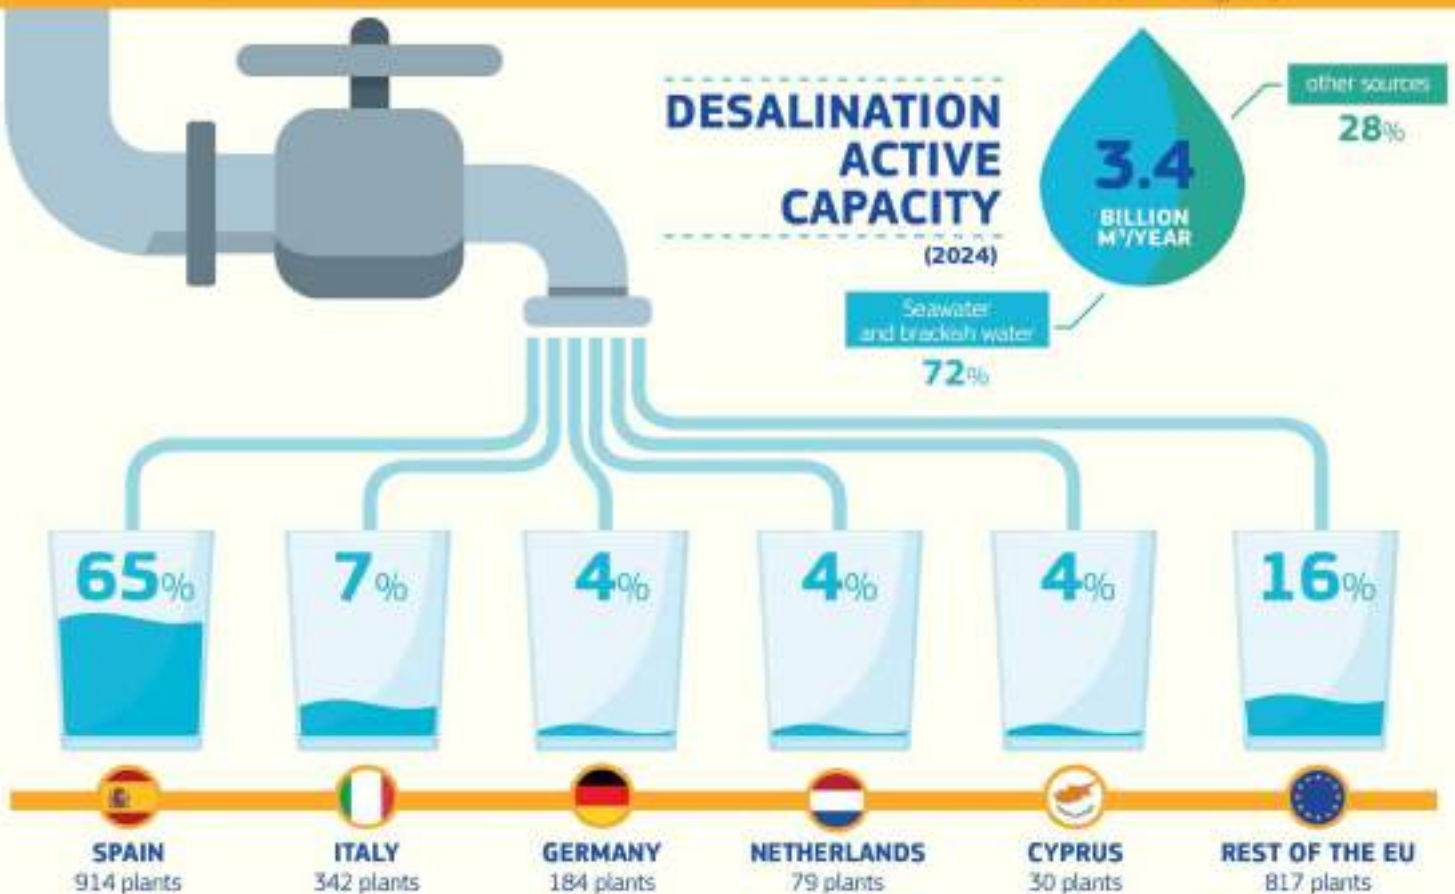 DESALINATION
ACTIVE
CAPACITY
(2024)
3.4
BILLION
M³/YEAR
other sources
28%
Seawater
and brackish water
72%
65%
7%
4%
4%
4%
16%
SPAIN
914 plants
ITALY
342 plants
GERMANY
184 plants
NETHERLANDS
79 plants
CYPRUS
30 plants
REST OF THE EU
817 plants